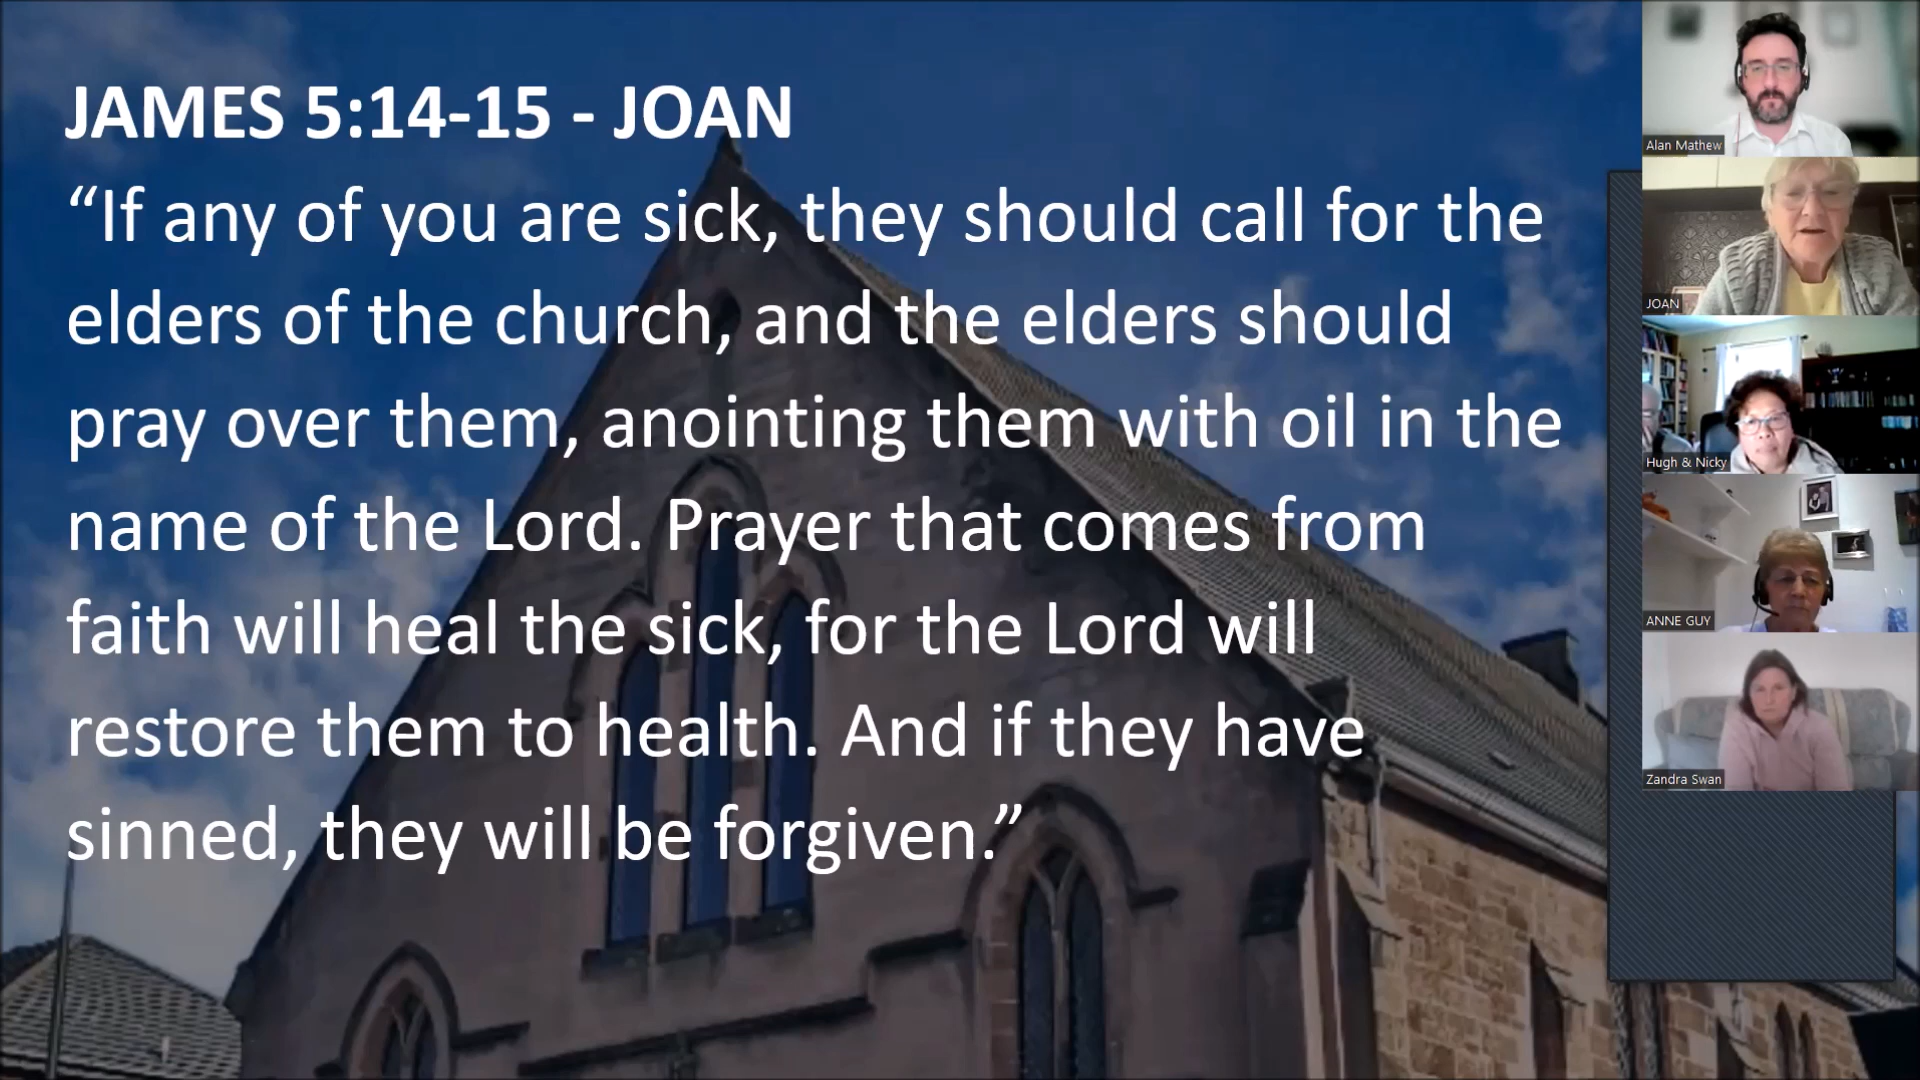 JAMES 5:14-15 - JOAN
“If any of you are sick, they should call for the
elders of the church, and the elders should
pray over them, anointing them with oil in the
name of the Lord. Prayer that comes from
faith will heal the sick, for the Lord will
restore them to health. And if they have
sinned, they will be forgiven.”
Alan Mathew
JOAN
Hugh & Nicky
ANNE GUY
Zandra Swan